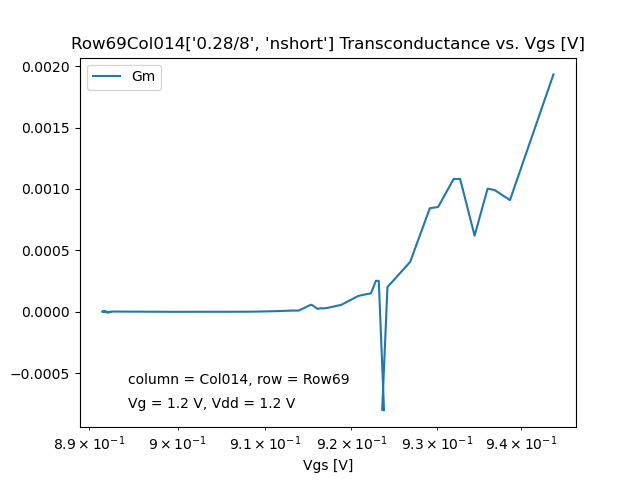 Row69Col014['0.28/8', 'nshort'] Transconductance vs. Vgs [V]
Gm
0.0020
0.0015
0.0010
0.0005
0.0000
−0.0005
column = Col014, row = Row69
Vg = 1.2 V, Vdd = 1.2 V
8.9 × 10⁻¹ 9 × 10⁻¹ 9.1 × 10⁻¹ 9.2 × 10⁻¹ 9.3 × 10⁻¹ 9.4 × 10⁻¹
Vgs [V]